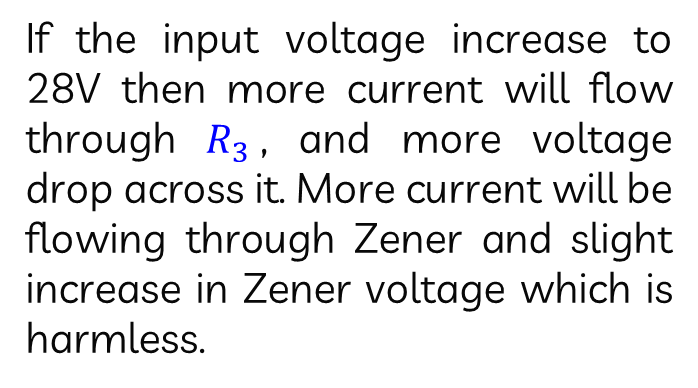 If the input voltage increase to
28V then more current will flow
through R₃ , and more voltage
drop across it. More current will be
flowing through Zener and slight
increase in Zener voltage which is
harmless.